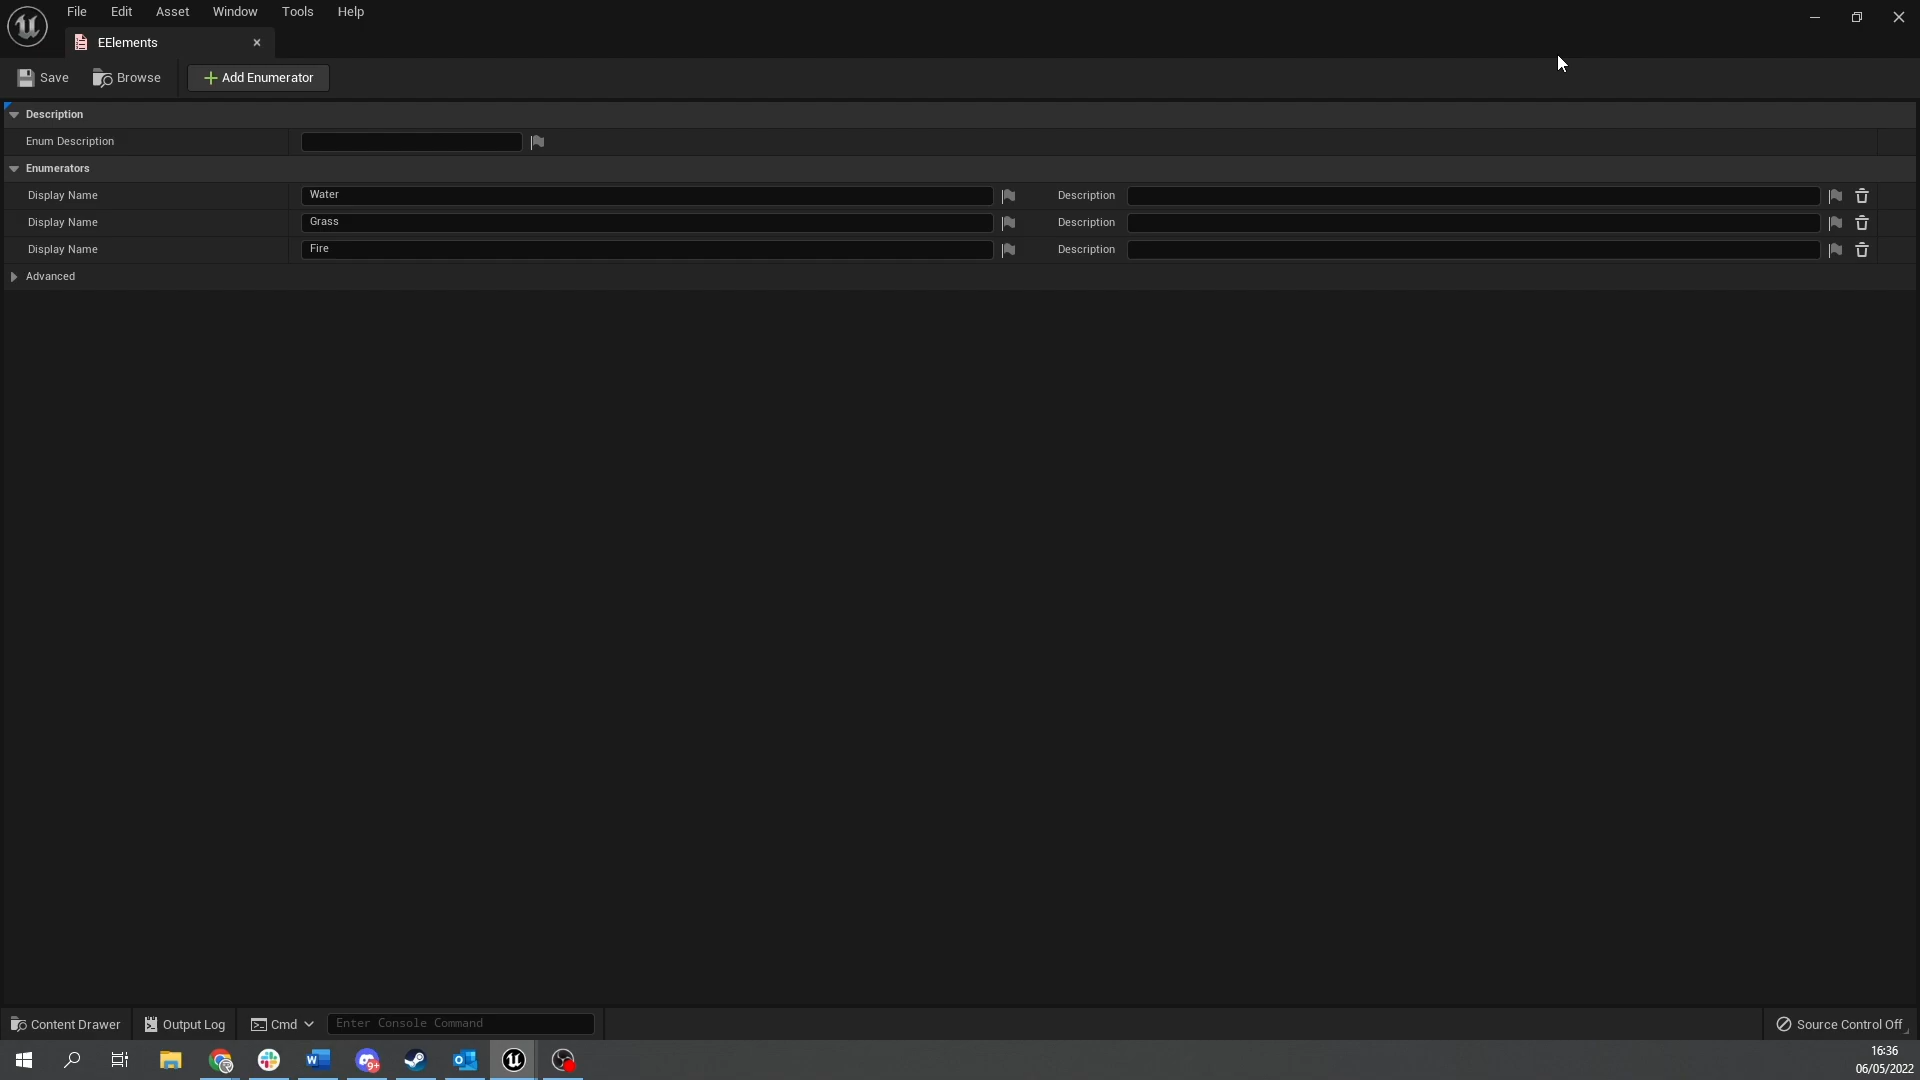 File Edit Asset Window Tools Help
EElements
Save Browse Add Enumerator
Description
Enum Description
Enumerators
Display Name Water Description
Display Name Grass Description
Display Name Fire Description
Advanced
Content Drawer Output Log Cmd Enter Console Command Source Control Off
9+
16:36
06/05/2022